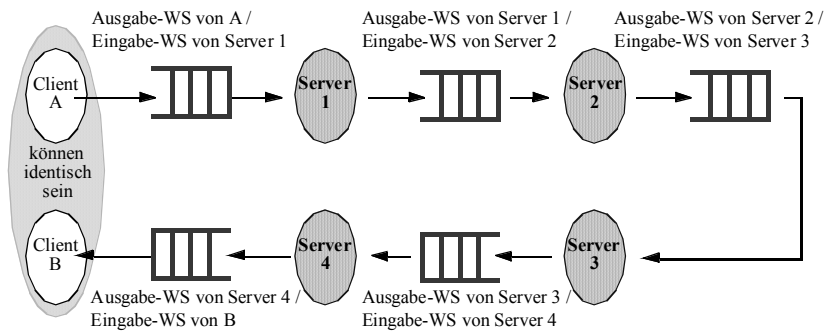 Ausgabe-WS von A /
Eingabe-WS von Server 1
Ausgabe-WS von Server 1 /
Eingabe-WS von Server 2
Ausgabe-WS von Server 2 /
Eingabe-WS von Server 3
Client
A
Server
1
Server
2
können
identisch
sein
Client
B
Server
4
Server
3
Ausgabe-WS von Server 4 /
Eingabe-WS von B
Ausgabe-WS von Server 3 /
Eingabe-WS von Server 4